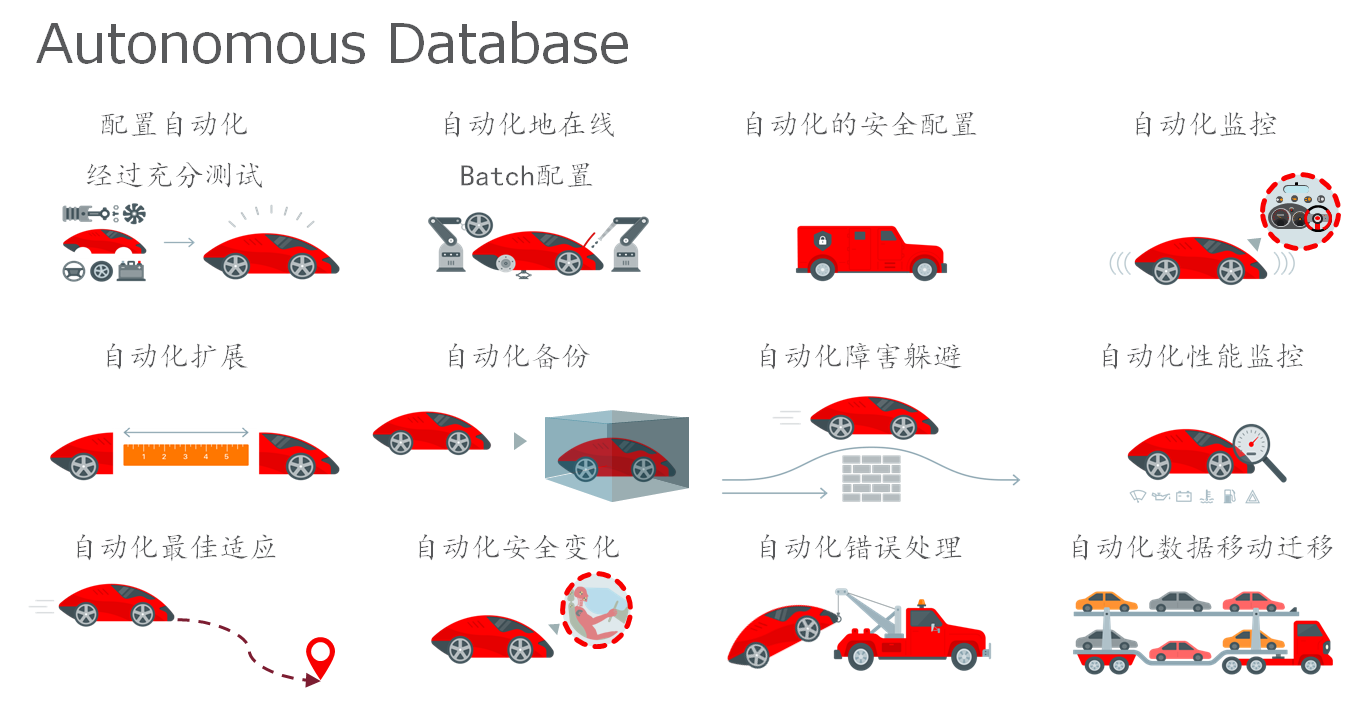 Autonomous Database
配置自动化
经过充分测试
自动化地在线
Batch配置
自动化的安全配置
自动化监控
自动化扩展
自动化备份
自动化障害躲避
自动化性能监控
1 2 3 4 5
自动化最佳适应
自动化安全变化
自动化错误处理
自动化数据移动迁移